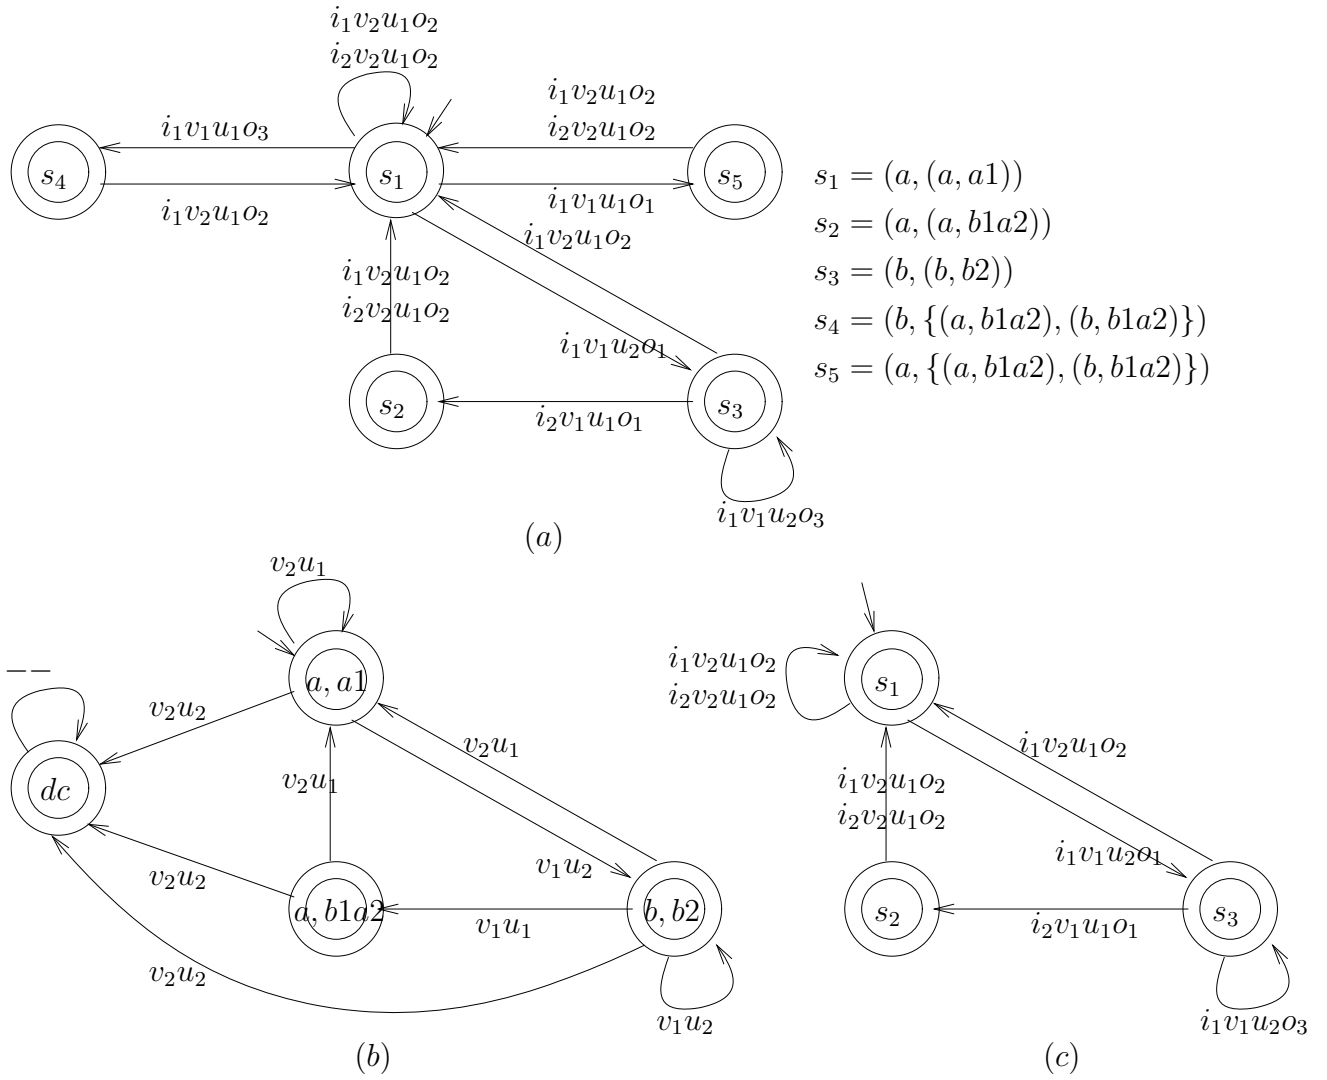 i₁v₂u₁o₂
i₂v₂u₁o₂
i₁v₁u₁o₃
i₁v₂u₁o₂
i₂v₂u₁o₂
s₄
s₁
s₅
i₁v₂u₁o₂
i₁v₁u₁o₁
i₁v₂u₁o₂
i₁v₂u₁o₂
i₂v₂u₁o₂
i₁v₁u₂o₁
s₂
s₃
i₂v₁u₁o₁
i₁v₁u₂o₃
s₁ = (a, (a, a1))
s₂ = (a, (a, b1a2))
s₃ = (b, (b, b2))
s₄ = (b, {(a, b1a2), (b, b1a2)})
s₅ = (a, {(a, b1a2), (b, b1a2)})
(a)
v₂u₁
−−
a, a1
v₂u₂
v₂u₁
dc
v₂u₁
v₁u₂
v₂u₂
a, b1a2
v₁u₁
b, b2
v₂u₂
v₁u₂
(b)
i₁v₂u₁o₂
i₂v₂u₁o₂
s₁
i₁v₂u₁o₂
i₁v₂u₁o₂
i₂v₂u₁o₂
i₁v₁u₂o₁
s₂
s₃
i₂v₁u₁o₁
i₁v₁u₂o₃
(c)